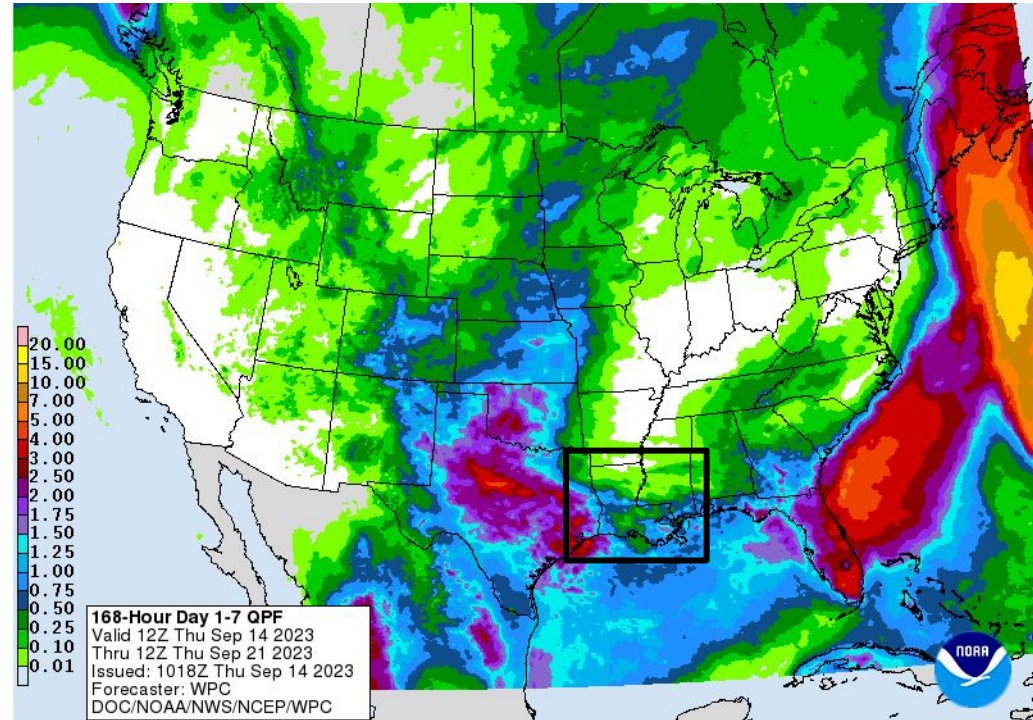 20.00
15.00
10.00
7.00
5.00
4.00
3.00
2.50
2.00
1.75
1.50
1.25
1.00
0.75
0.50
0.25
0.10
0.01
168-Hour Day 1-7 QPF
Valid 12Z Thu Sep 14 2023
Thru 12Z Thu Sep 21 2023
Issued: 1018Z Thu Sep 14 2023
Forecaster: WPC
DOC/NOAA/NWS/NCEP/WPC
NOAA